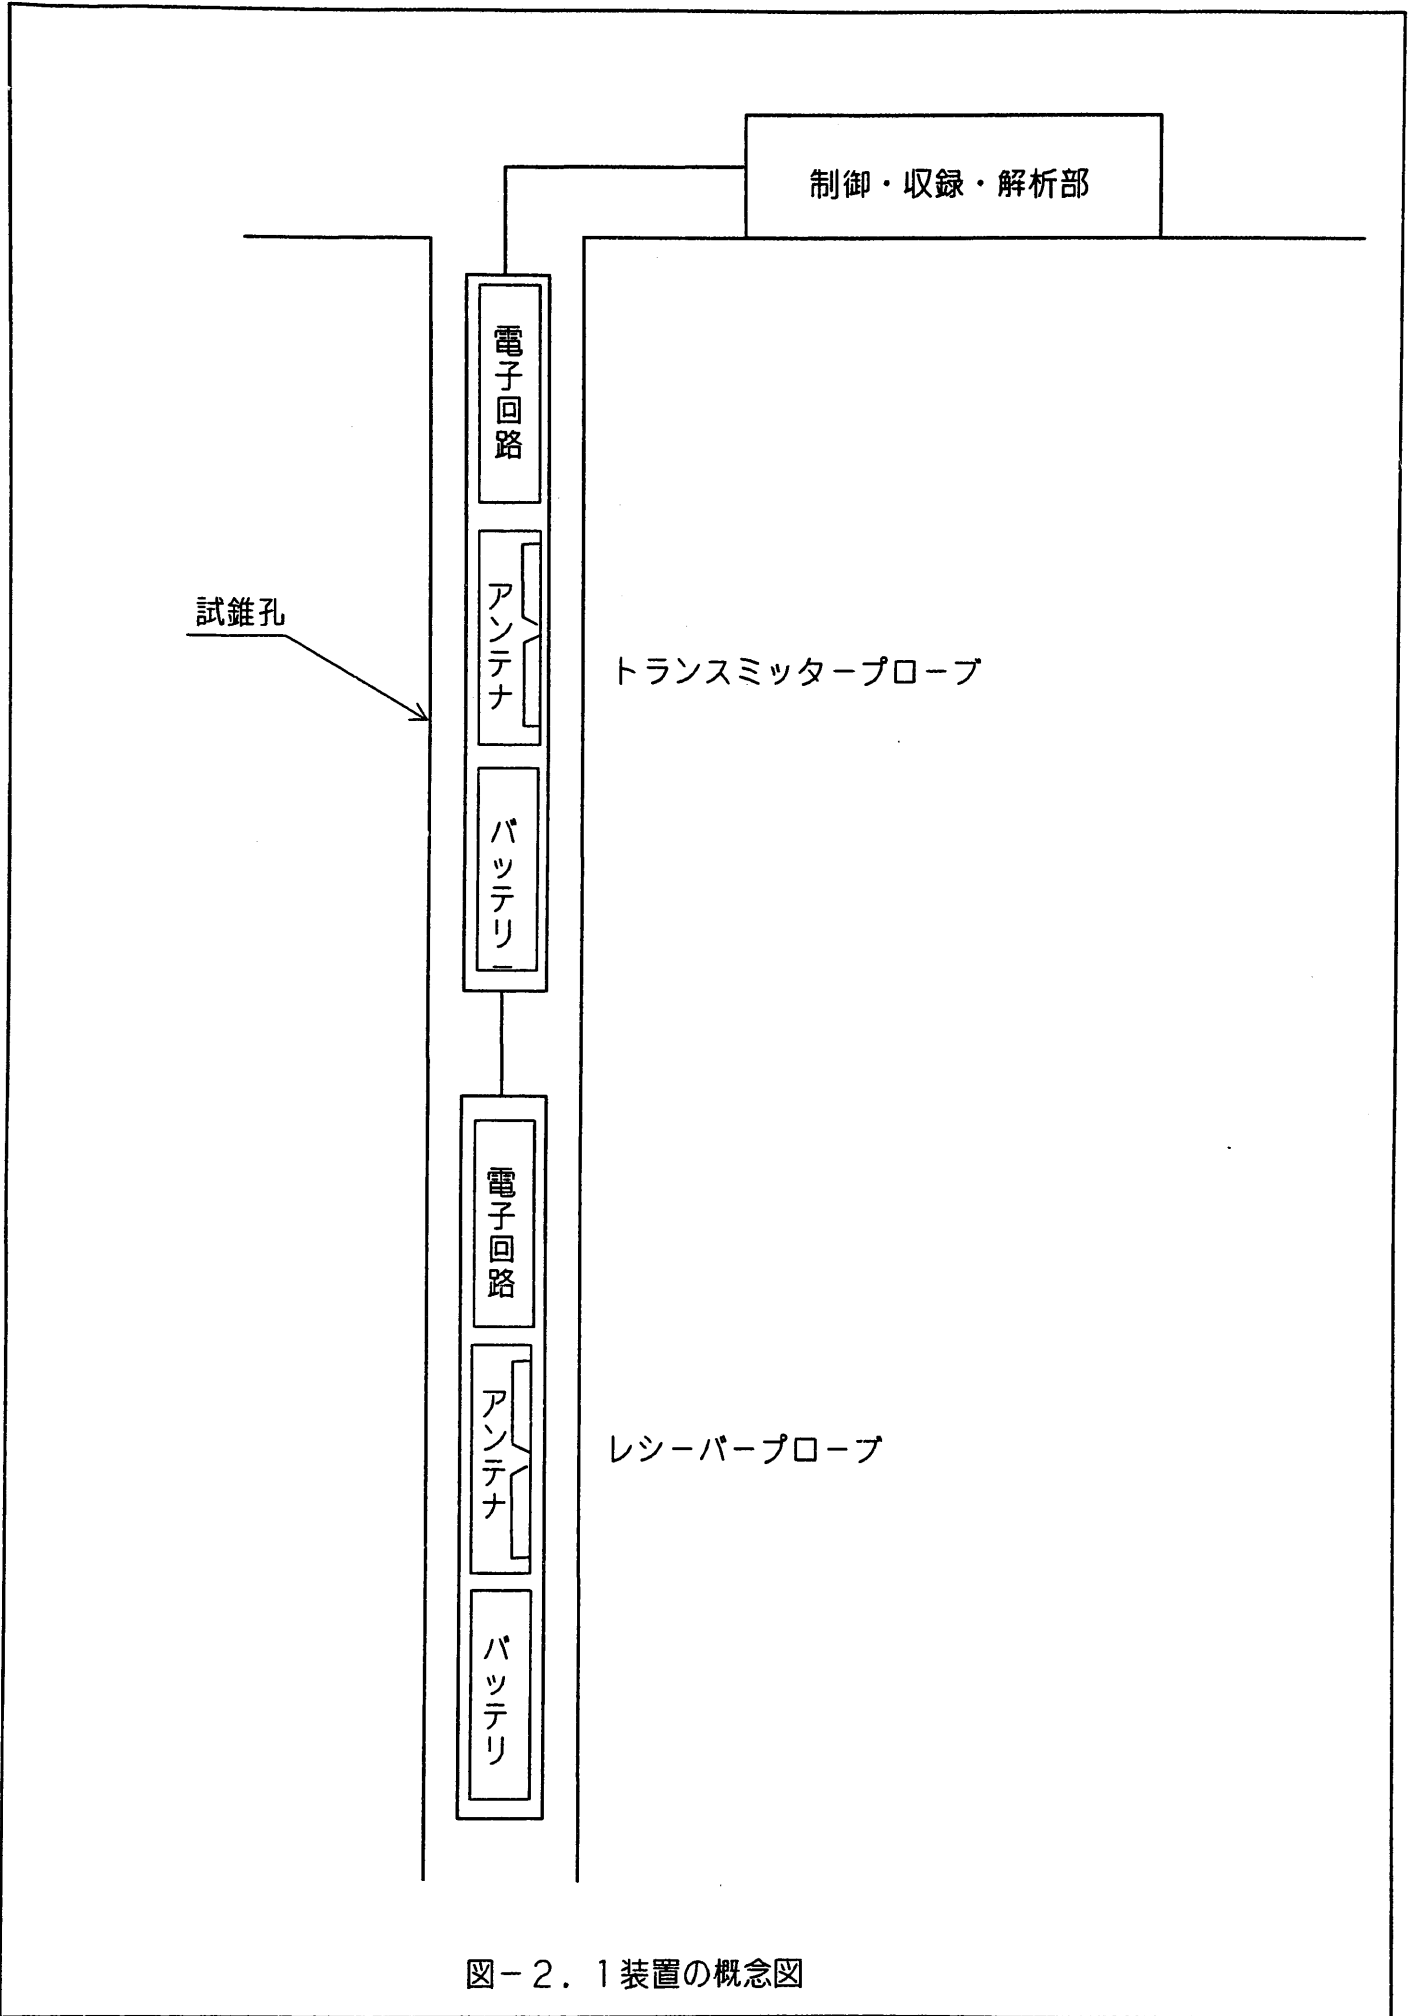 制御・収録・解析部
電子回路
アンテナ
バッテリー
試錐孔
トランスミッタープローブ
電子回路
アンテナ
バッテリ
レシーバープローブ
図－２．１装置の概念図